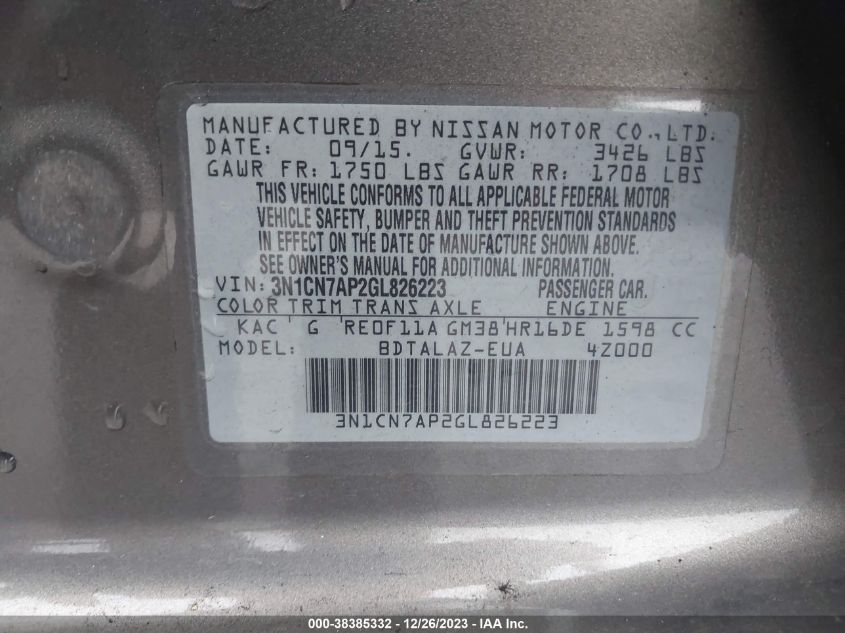 MANUFACTURED BY NISSAN MOTOR CO., LTD:
DATE: 09/15. GVWR: 3426 LBS
GAWR FR: 1750 LBS GAWR RR: 1708 LBS
THIS VEHICLE CONFORMS TO ALL APPLICABLE FEDERAL MOTOR
VEHICLE SAFETY, BUMPER AND THEFT PREVENTION STANDARDS
IN EFFECT ON THE DATE OF MANUFACTURE SHOWN ABOVE.
SEE OWNER'S MANUAL FOR ADDITIONAL INFORMATION.
VIN: 3N1CN7AP2GL826223 PASSENGER CAR.
COLOR TRIM TRANS AXLE ENGINE
KAC G RE0F11A GM38 HR16DE 1598 CC
MODEL: BDTALAZ-EUA 4Z000
3N1CN7AP2GL826223
000-38385332 - 12/26/2023 - IAA Inc.